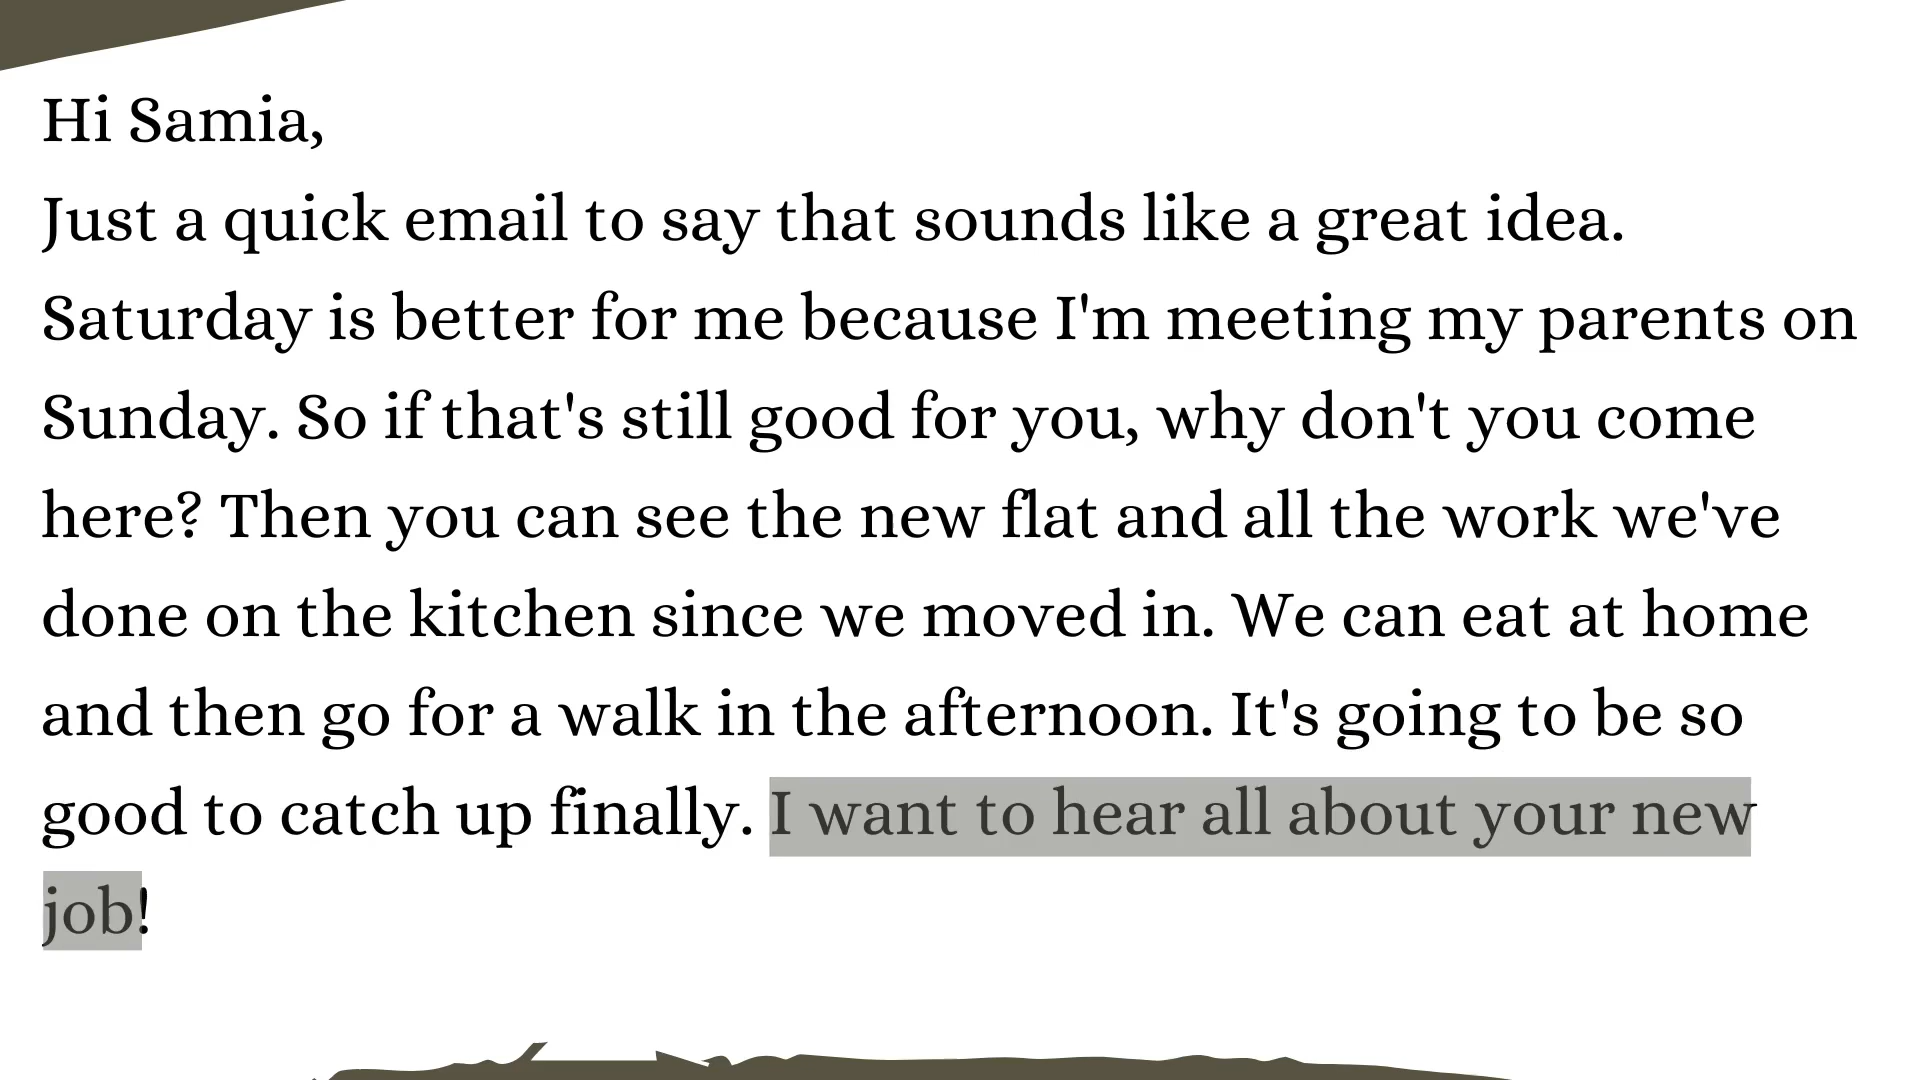 Hi Samia,
Just a quick email to say that sounds like a great idea.
Saturday is better for me because I'm meeting my parents on
Sunday. So if that's still good for you, why don't you come
here? Then you can see the new flat and all the work we've
done on the kitchen since we moved in. We can eat at home
and then go for a walk in the afternoon. It's going to be so
good to catch up finally. I want to hear all about your new
job!